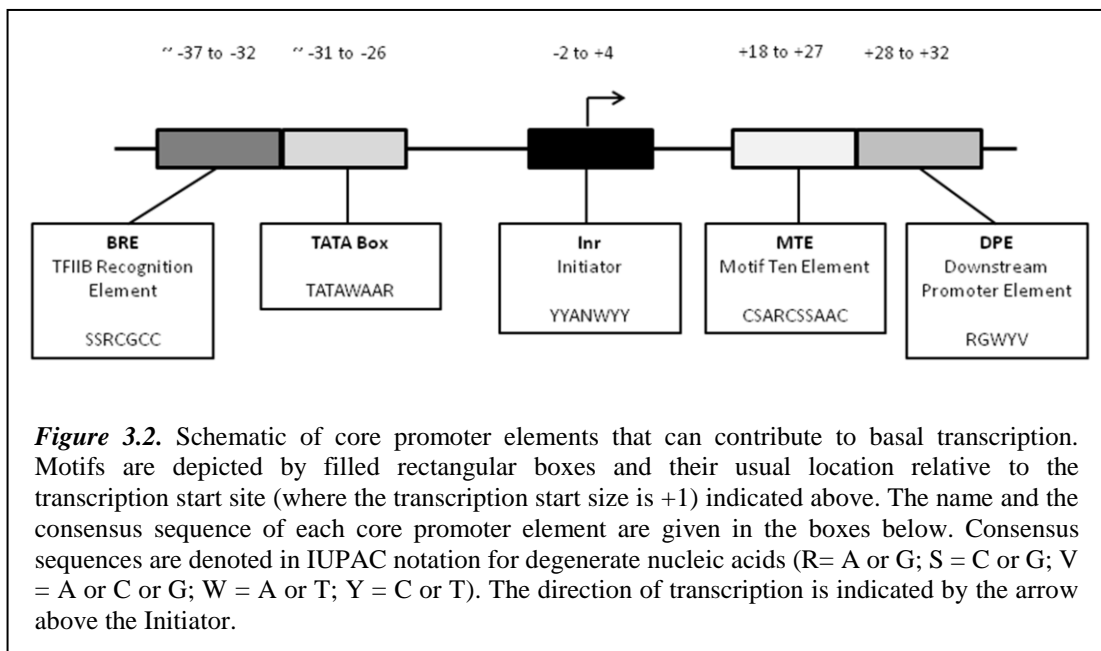 ~ -37 to -32 ~ -31 to -26 -2 to +4 +18 to +27 +28 to +32
BRE
TFIIB Recognition
Element
SSRCGCC
TATA Box
TATAWAAR
Inr
Initiator
YYANWYY
MTE
Motif Ten Element
CSARCSSAAC
DPE
Downstream
Promoter Element
RGWYV
Figure 3.2. Schematic of core promoter elements that can contribute to basal transcription.
Motifs are depicted by filled rectangular boxes and their usual location relative to the
transcription start site (where the transcription start size is +1) indicated above. The name and the
consensus sequence of each core promoter element are given in the boxes below. Consensus
sequences are denoted in IUPAC notation for degenerate nucleic acids (R= A or G; S = C or G; V
= A or C or G; W = A or T; Y = C or T). The direction of transcription is indicated by the arrow
above the Initiator.